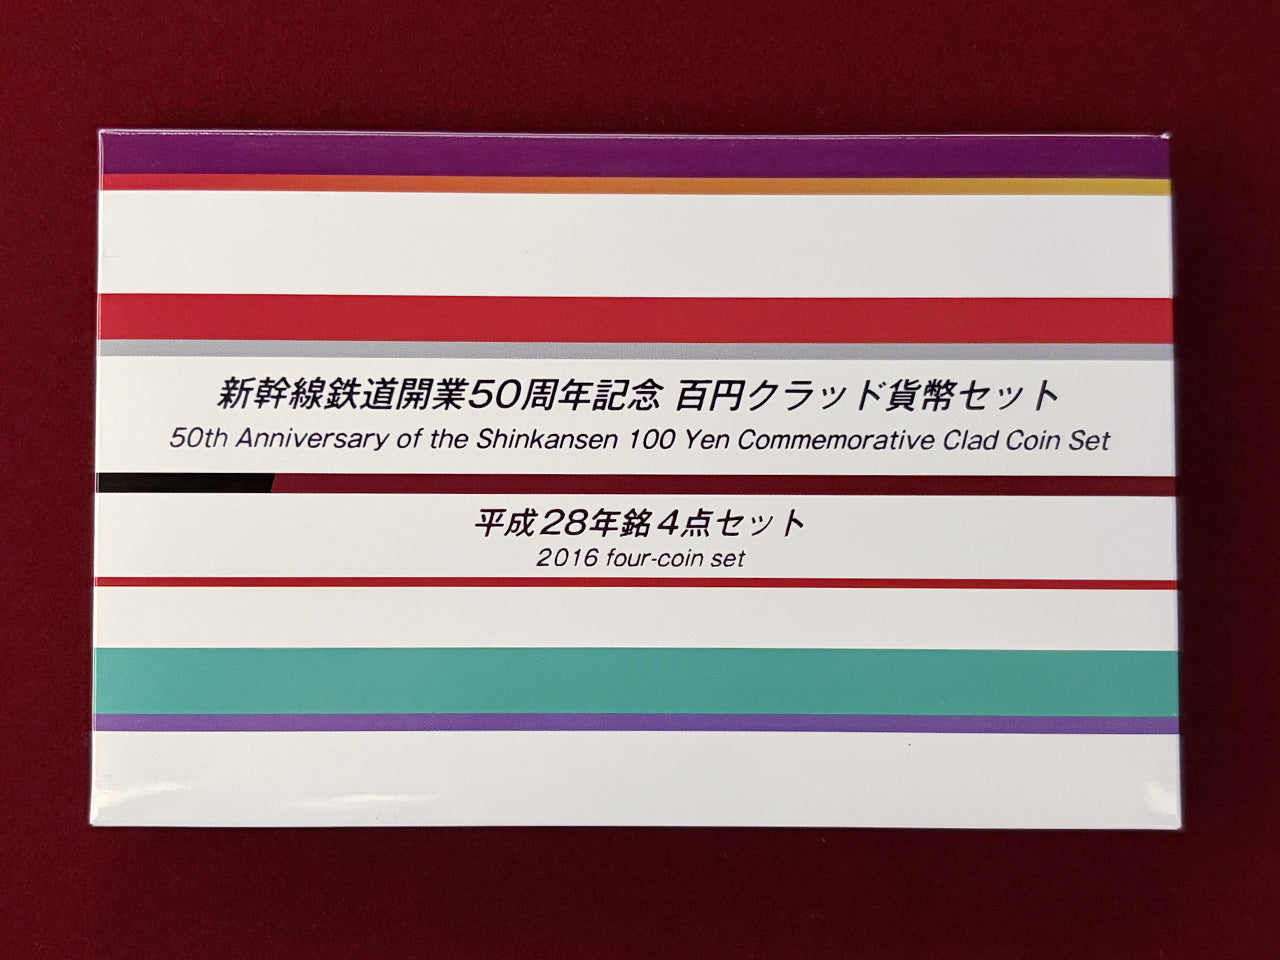 新幹線鉄道開業50周年記念 百円クラッド貨幣セット
50th Anniversary of the Shinkansen 100 Yen Commemorative Clad Coin Set
平成28年銘4点セット
2016 four-coin set